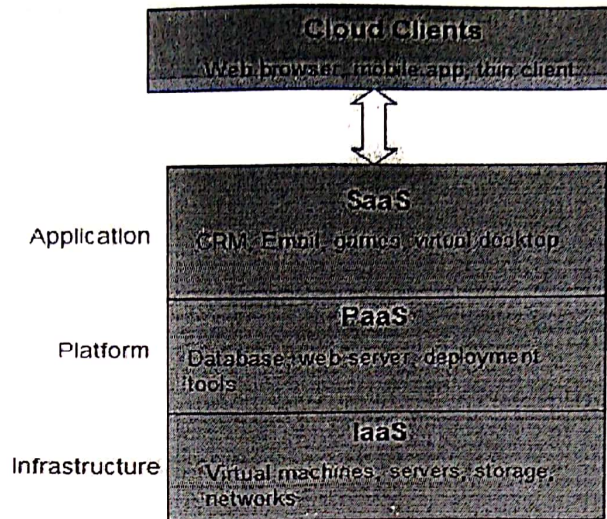 Cloud Clients
Web browser, mobile app, thin client
SaaS
Application
CRM, Email, games, virtual desktop
PaaS
Platform
Database, web server, deployment
tools
IaaS
Infrastructure
Virtual machines, servers, storage,
networks